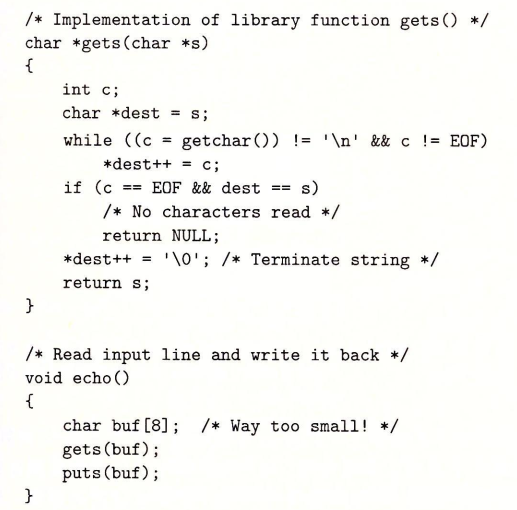 /* Implementation of library function gets() */
char *gets(char *s)
{
    int c;
    char *dest = s;
    while ((c = getchar()) != '\n' && c != EOF)
        *dest++ = c;
    if (c == EOF && dest == s)
        /* No characters read */
        return NULL;
    *dest++ = '\0'; /* Terminate string */
    return s;
}

/* Read input line and write it back */
void echo()
{
    char buf[8];  /* Way too small! */
    gets(buf);
    puts(buf);
}